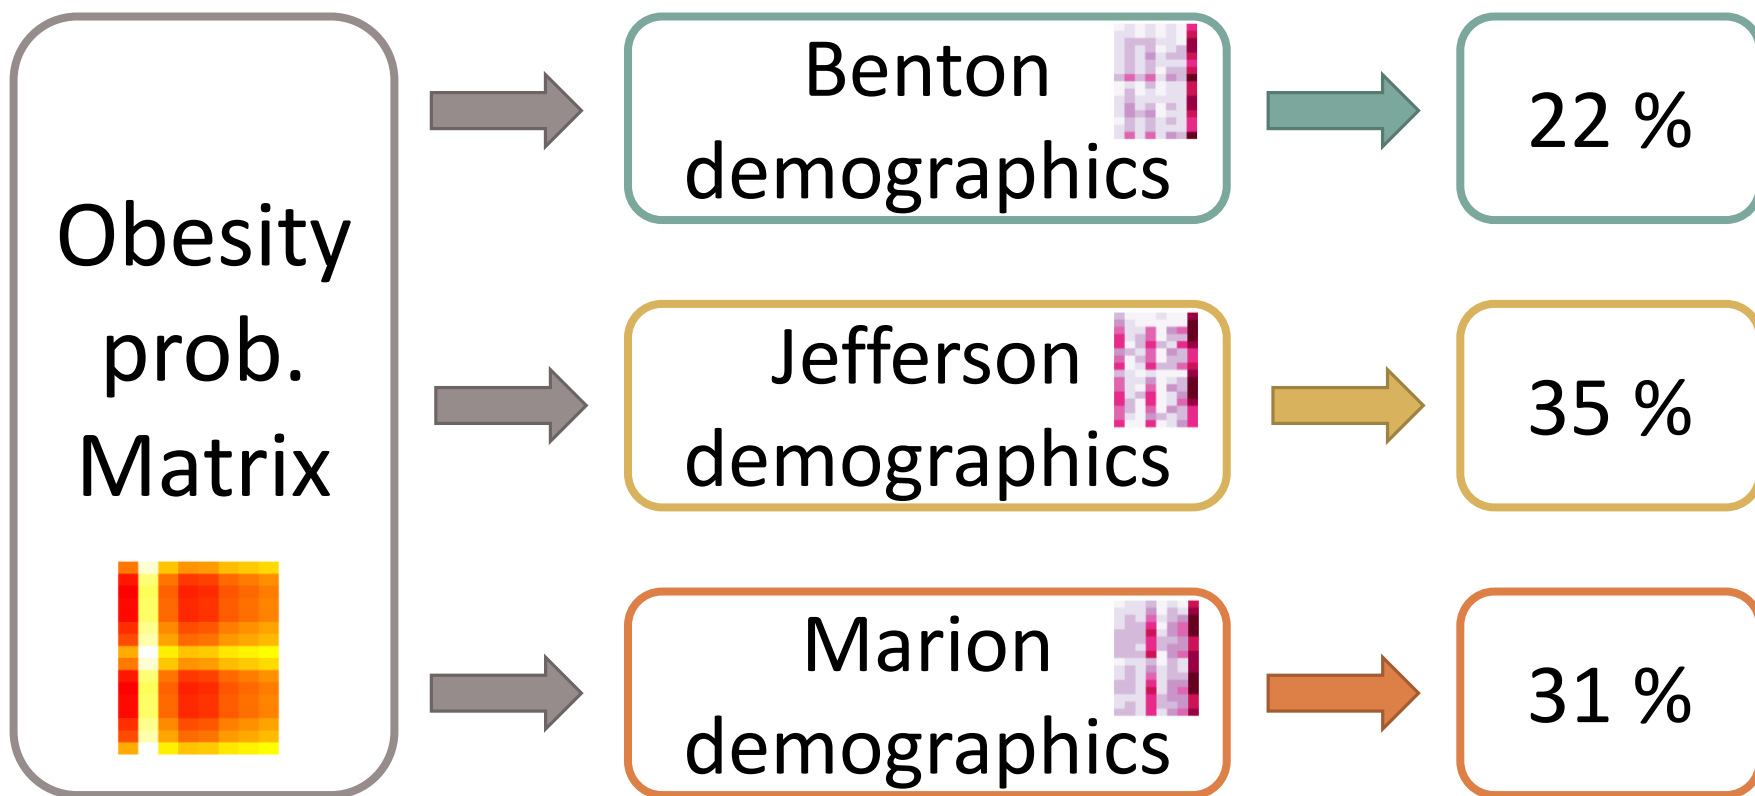 Obesity
prob.
Matrix
Benton
demographics
22 %
Jefferson
demographics
35 %
Marion
demographics
31 %